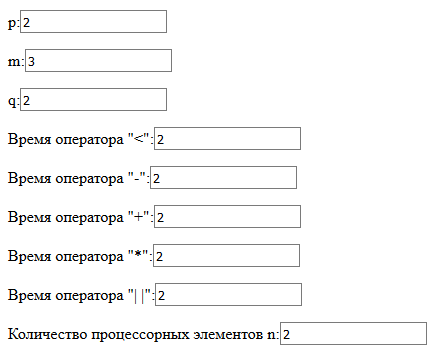 p:2
m:3
q:2
Время оператора "<":2
Время оператора "-":2
Время оператора "+":2
Время оператора "*":2
Время оператора "| |":2
Количество процессорных элементов n:2